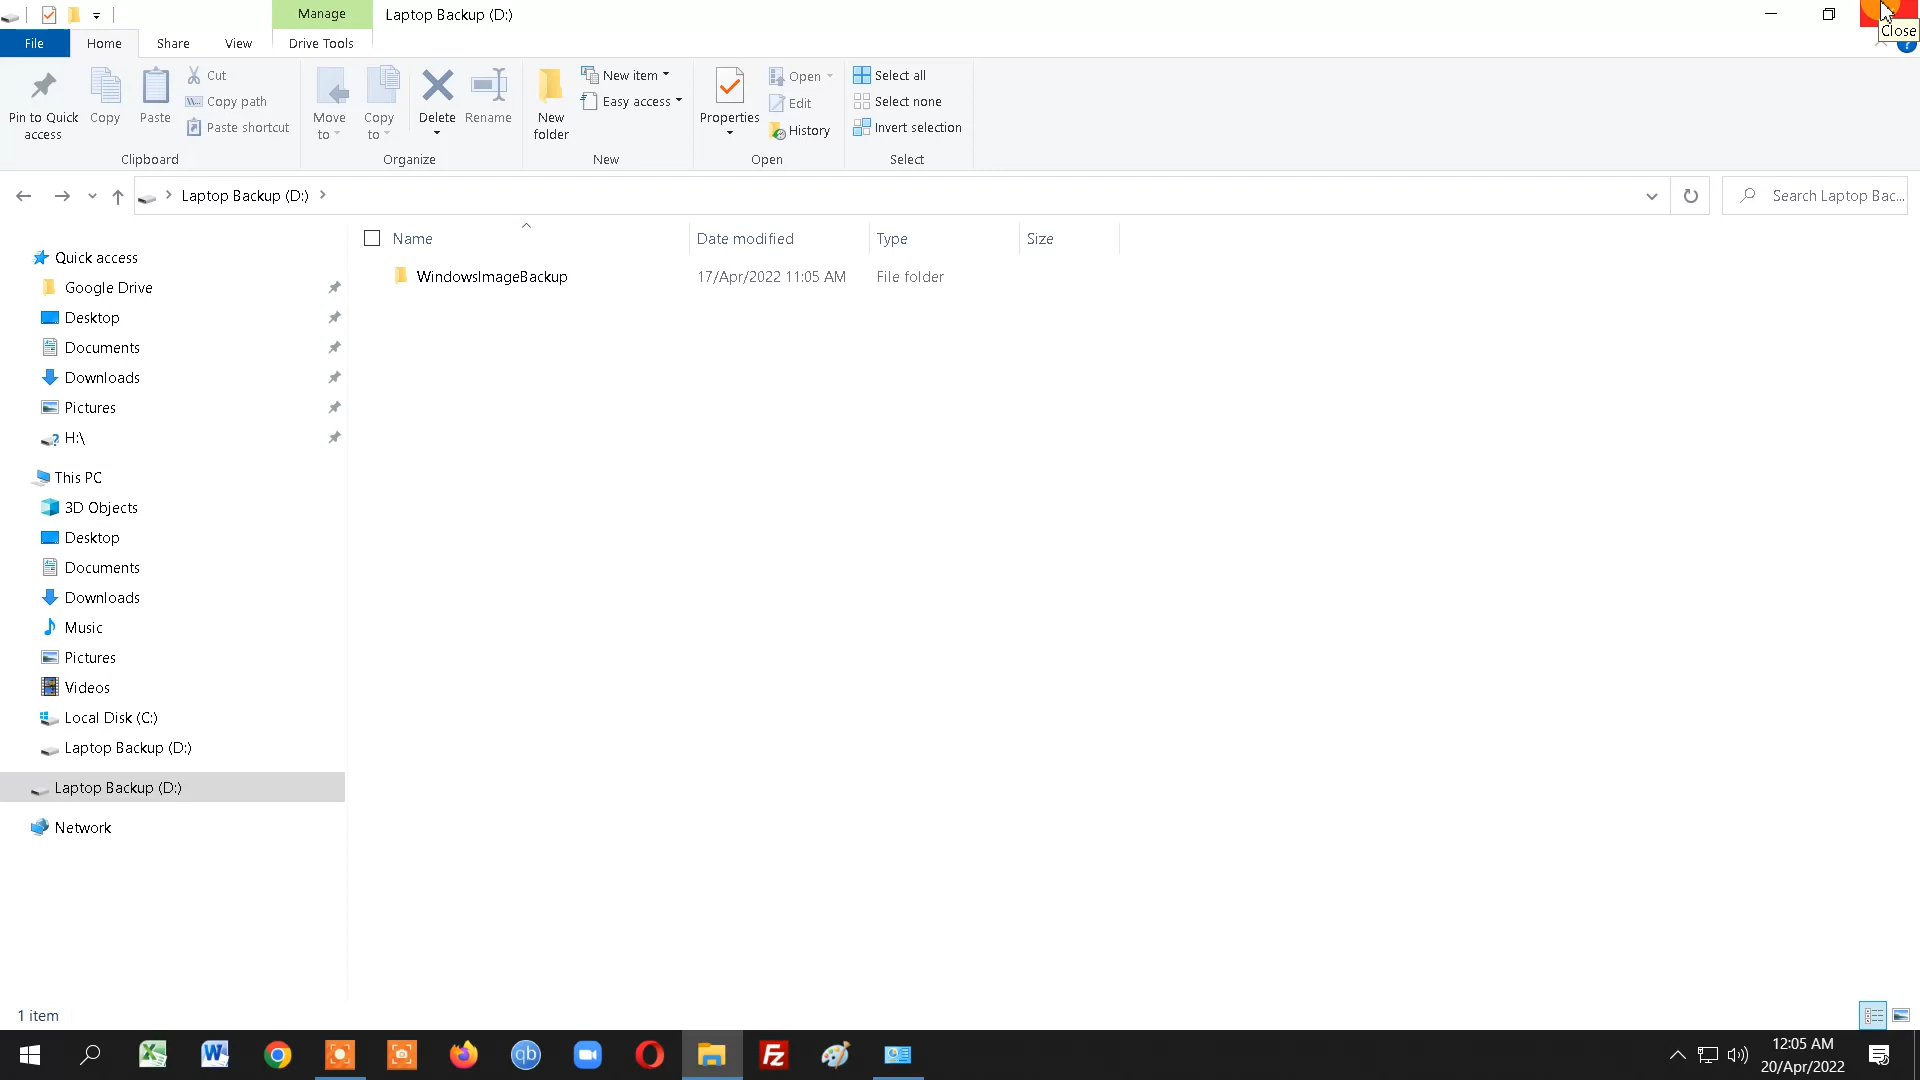 Manage
Laptop Backup (D:)
Close
File
Home
Share
View
Drive Tools
Pin to Quick
access
Copy
Paste
Cut
Copy path
Paste shortcut
Clipboard
Move
to
Copy
to
Delete
Rename
Organize
New
folder
New item
Easy access
New
Properties
Open
Edit
History
Open
Select all
Select none
Invert selection
Select
Laptop Backup (D:)
Search Laptop Bac...
Name
Date modified
Type
Size
WindowsImageBackup
17/Apr/2022 11:05 AM
File folder
Quick access
Google Drive
Desktop
Documents
Downloads
Pictures
H:\
This PC
3D Objects
Desktop
Documents
Downloads
Music
Pictures
Videos
Local Disk (C:)
Laptop Backup (D:)
Laptop Backup (D:)
Network
1 item
qb
Fz
12:05 AM
20/Apr/2022